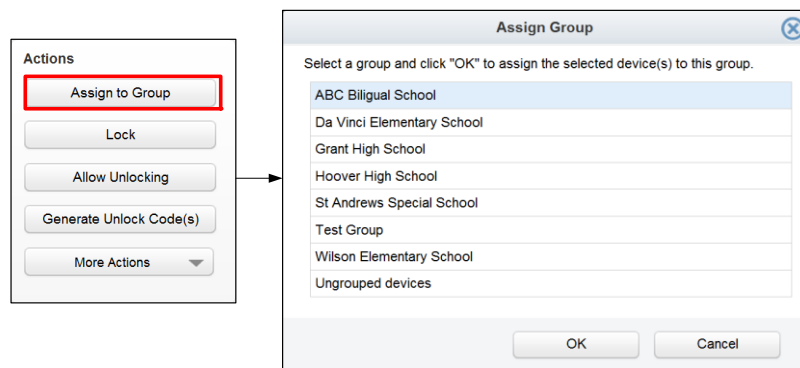 Actions
Assign to Group
Lock
Allow Unlocking
Generate Unlock Code(s)
More Actions
Assign Group
Select a group and click "OK" to assign the selected device(s) to this group.
ABC Biligual School
Da Vinci Elementary School
Grant High School
Hoover High School
St Andrews Special School
Test Group
Wilson Elementary School
Ungrouped devices
OK
Cancel